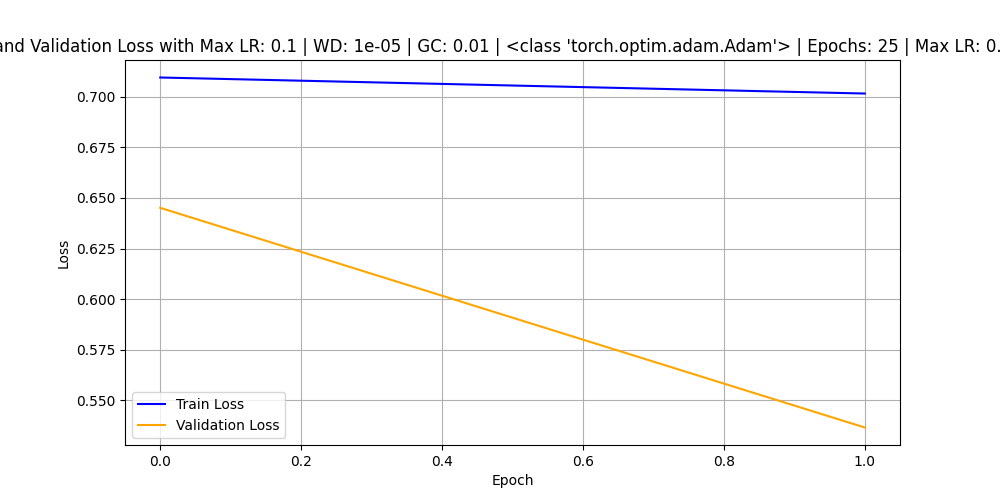 and Validation Loss with Max LR: 0.1 | WD: 1e-05 | GC: 0.01 | <class 'torch.optim.adam.Adam'> | Epochs: 25 | Max LR: 0.
0.700
0.675
0.650
0.625
0.600
0.575
0.550
Loss
Train Loss
Validation Loss
0.0 0.2 0.4 0.6 0.8 1.0
Epoch